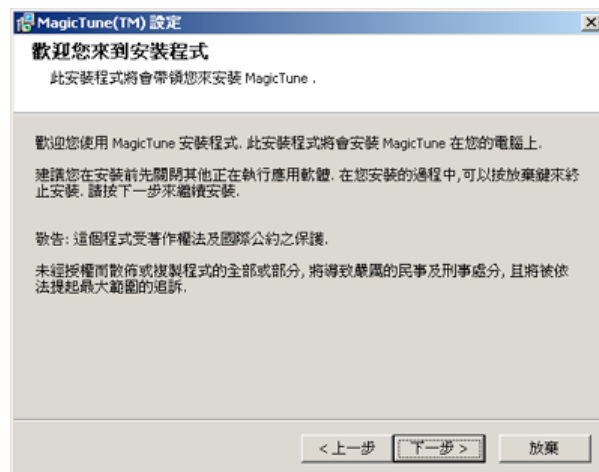 MagicTune(TM) 設定
歡迎您來到安裝程式
此安裝程式將會帶領您來安裝 MagicTune .
歡迎您使用 MagicTune 安裝程式. 此安裝程式將會安裝 MagicTune 在您的電腦上.
建議您在安裝前先關閉其他正在執行應用軟體. 在您安裝的過程中,可以按放棄鍵來終
止安裝. 請按下一步來繼續安裝.
敬告: 這個程式受著作權法及國際公約之保護.
未經授權而散佈或複製程式的全部或部分, 將導致嚴厲的民事及刑事處分, 且將被依
法提起最大範圍的追訴.
< 上一步 下一步 > 放棄